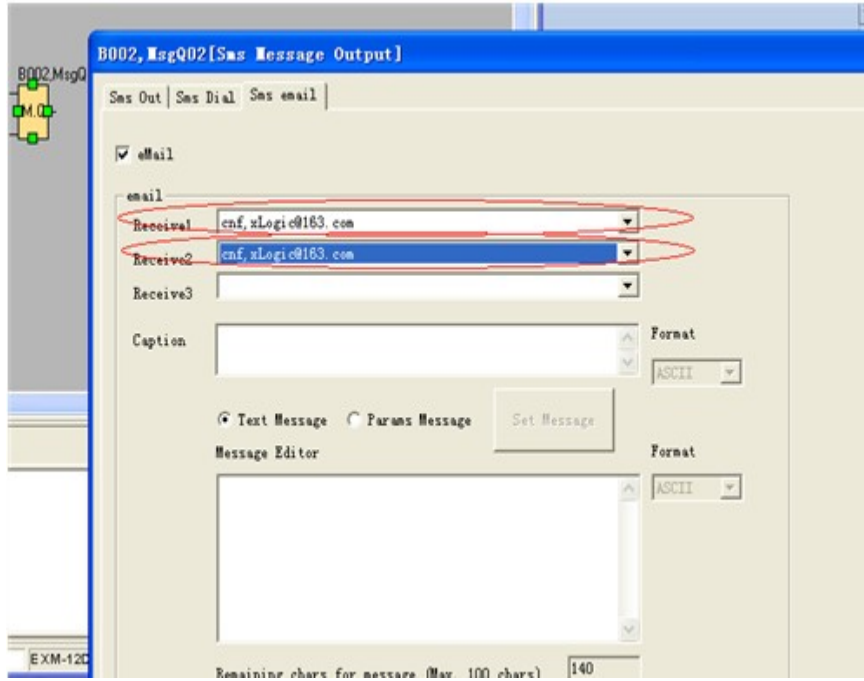 B002,MsgQ02[Sms Message Output]
B002,MsgQ
M.Q
Sms Out Sms Dial Sms email
eMail
email
Receive1 cnf,xLogic@163.com
Receive2 cnf,xLogic@163.com
Receive3
Caption Format
ASCII
Text Message Params Message Set Message
Message Editor Format
ASCII
EXM-12D
Remaining chars for message (Max. 100 chars) 140